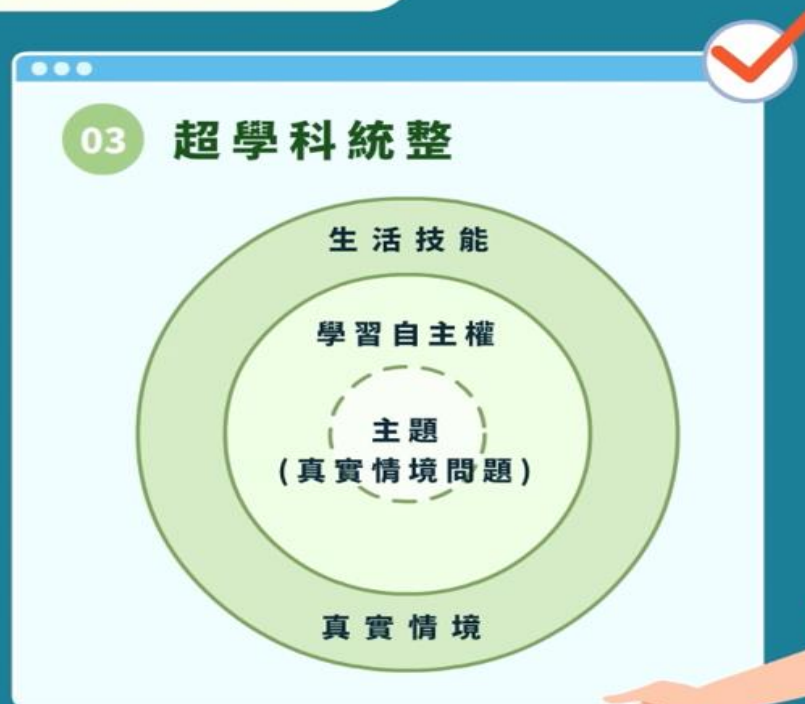 03 超學科統整
生活技能
學習自主權
主題
(真實情境問題)
真實情境